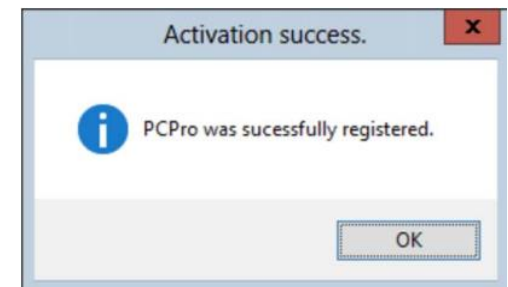 Activation success.
x
PCPro was sucessfully registered.
OK